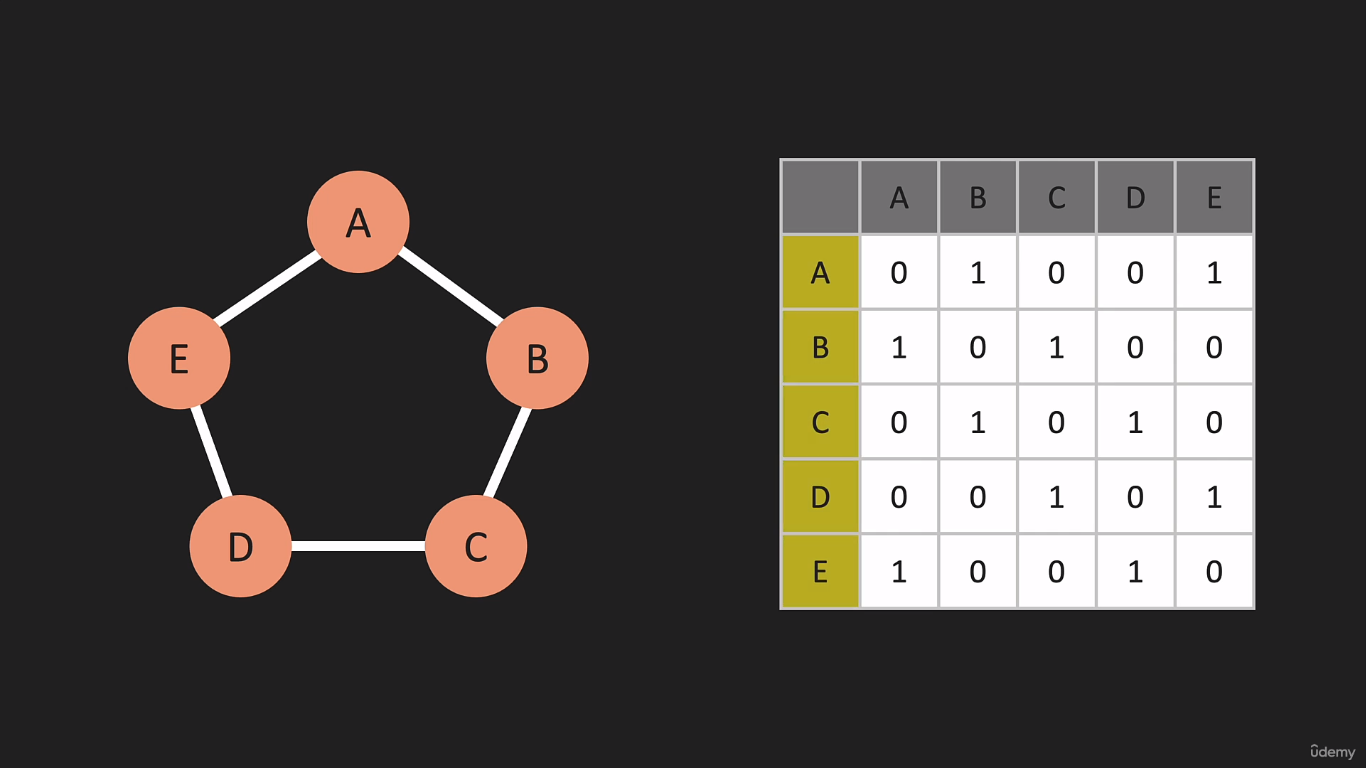 A
E
B
D
C
A B C D E
A 0 1 0 0 1
B 1 0 1 0 0
C 0 1 0 1 0
D 0 0 1 0 1
E 1 0 0 1 0
ûdemy